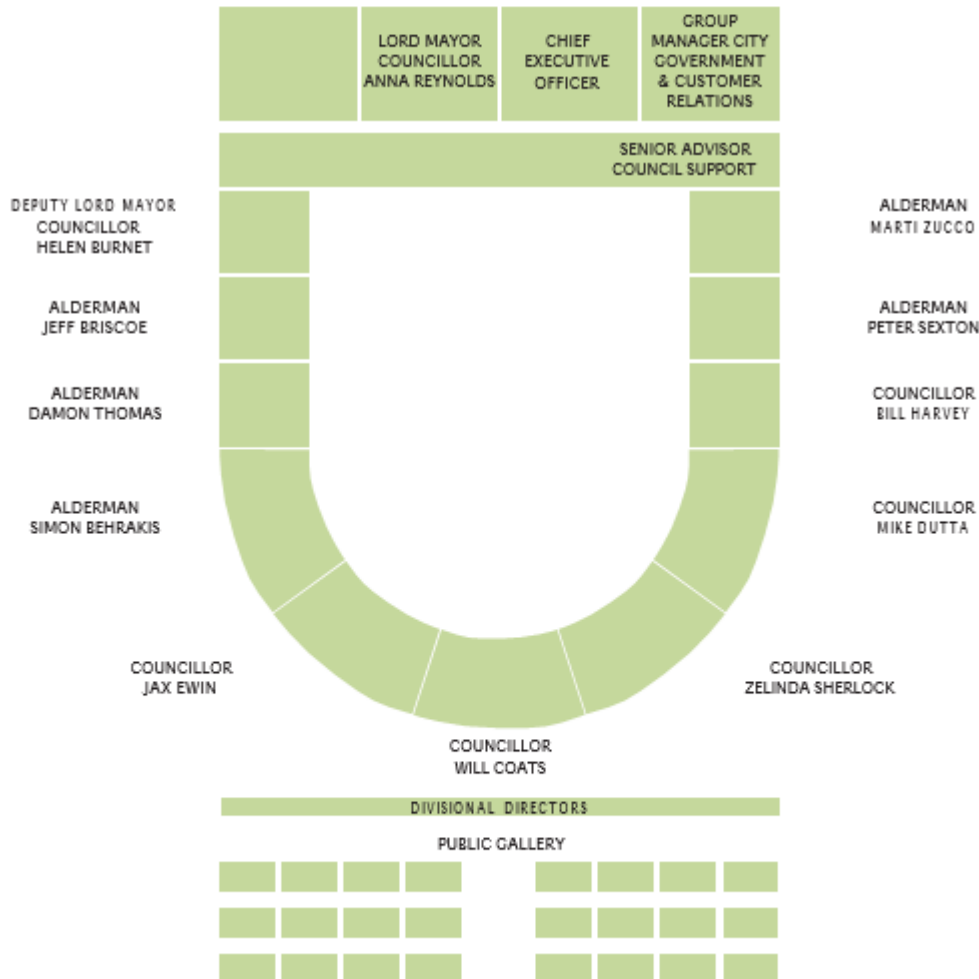 LORD MAYOR
COUNCILLOR
ANNA REYNOLDS
CHIEF
EXECUTIVE
OFFICER
GROUP
MANAGER CITY
GOVERNMENT
& CUSTOMER
RELATIONS
SENIOR ADVISOR
COUNCIL SUPPORT
DEPUTY LORD MAYOR
COUNCILLOR
HELEN BURNET
ALDERMAN
MARTI ZUCCO
ALDERMAN
JEFF BRISCOE
ALDERMAN
PETER SEXTON
ALDERMAN
DAMON THOMAS
COUNCILLOR
BILL HARVEY
ALDERMAN
SIMON BEHRAKIS
COUNCILLOR
MIKE DUTTA
COUNCILLOR
JAX EWIN
COUNCILLOR
ZELINDA SHERLOCK
COUNCILLOR
WILL COATS
DIVISIONAL DIRECTORS
PUBLIC GALLERY